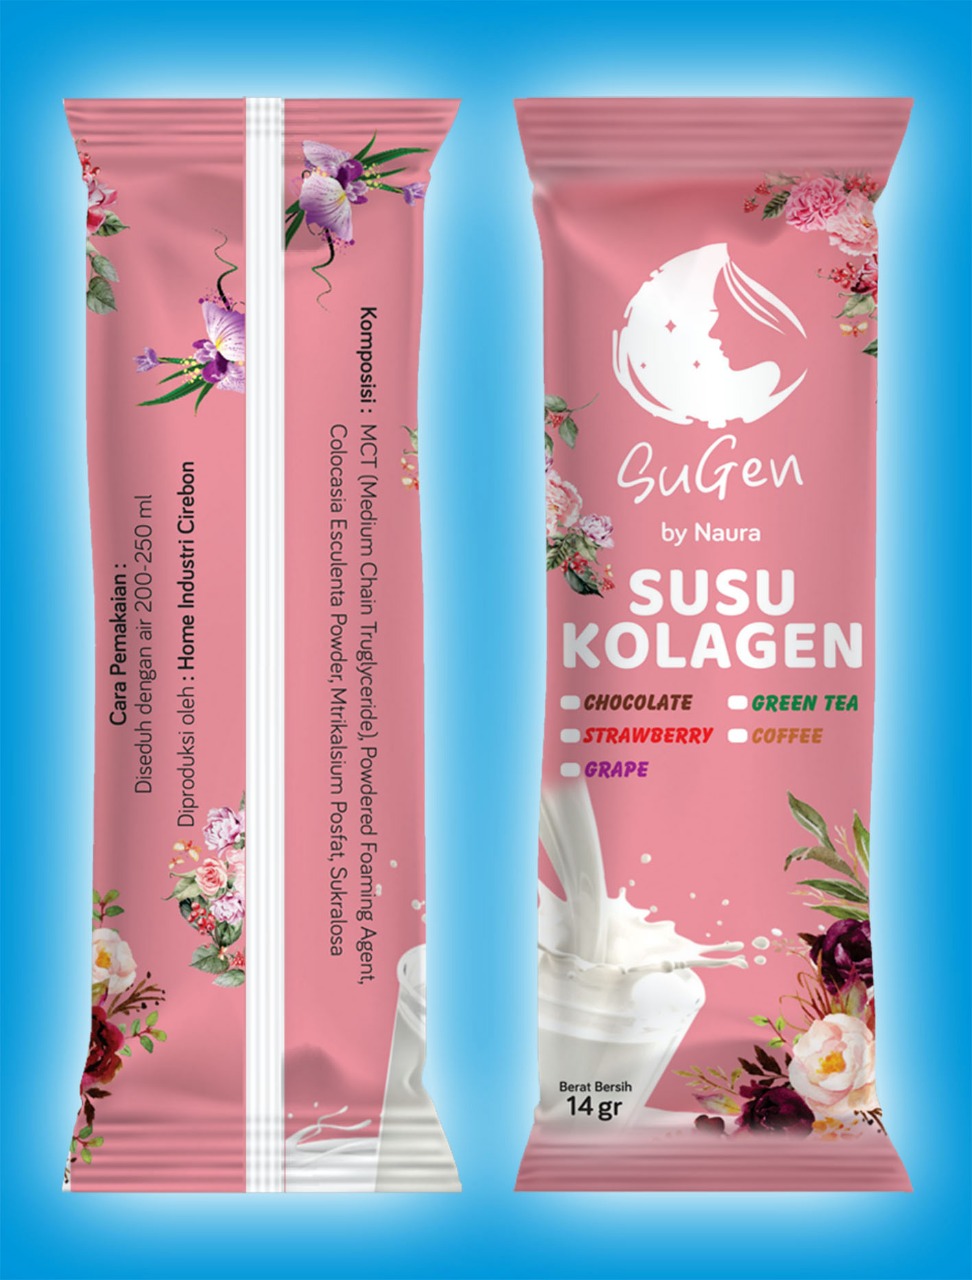 Komposisi : MCT (Medium Chain Truglyceride), Powdered Foaming Agent,
Colocasia Esculenta Powder, Mtrikalsium Posfat, Sukralosa
Cara Pemakaian :
Diseduh dengan air 200-250 ml
Diproduksi oleh : Home Industri Cirebon
SuGen
by Naura
SUSU
KOLAGEN
CHOCOLATE GREEN TEA
STRAWBERRY COFFEE
GRAPE
Berat Bersih
14 gr